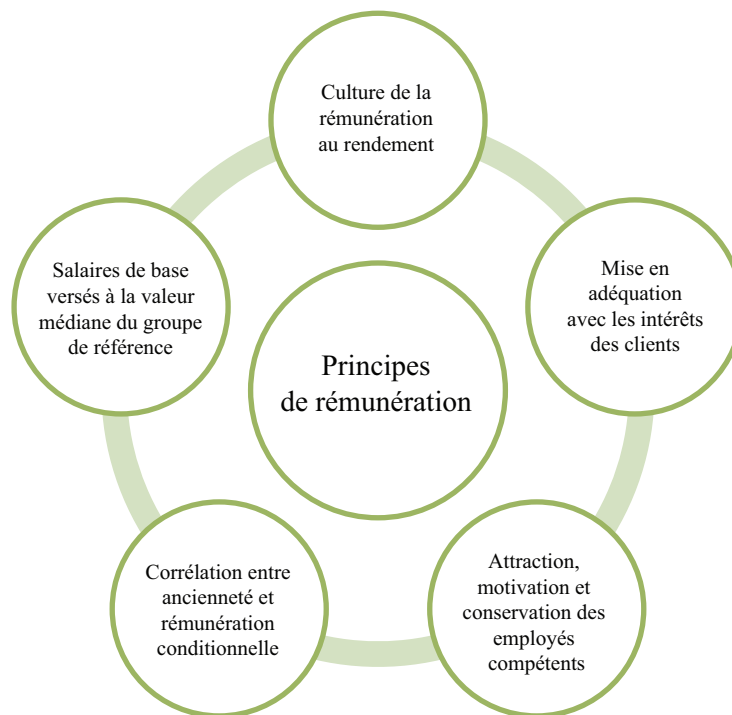 Culture de la
rémunération
au rendement
Mise en
adéquation
avec les intérêts
des clients
Attraction,
motivation et
conservation des
employés
compétents
Corrélation entre
ancienneté et
rémunération
conditionnelle
Salaires de base
versés à la valeur
médiane du groupe
de référence
Principes
de rémunération